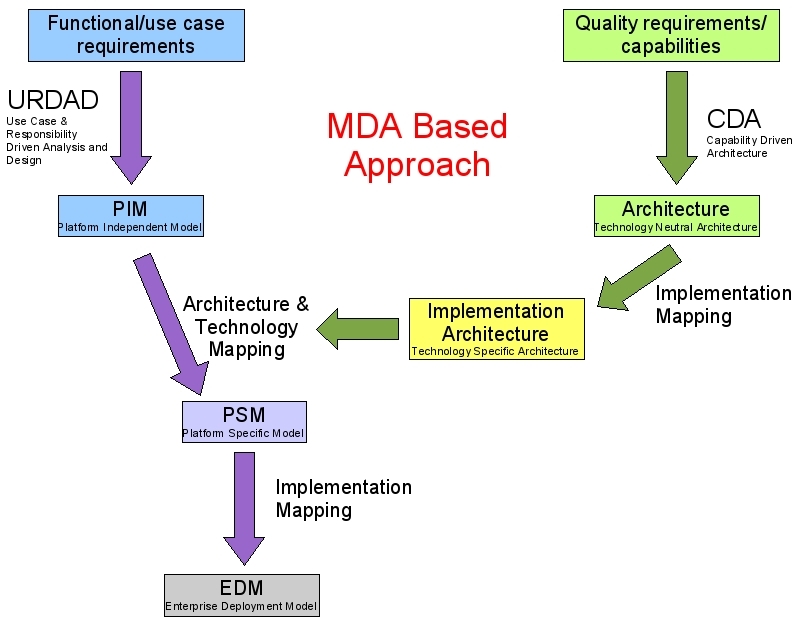 Functional/use case
requirements
Quality requirements/
capabilities
URDAD
Use Case &
Responsibility
Driven Analysis and
Design
MDA Based
Approach
CDA
Capability Driven
Architecture
PIM
Platform Independent Model
Architecture
Technology Neutral Architecture
Architecture &
Technology
Mapping
Implementation
Architecture
Technology Specific Architecture
Implementation
Mapping
PSM
Platform Specific Model
Implementation
Mapping
EDM
Enterprise Deployment Model